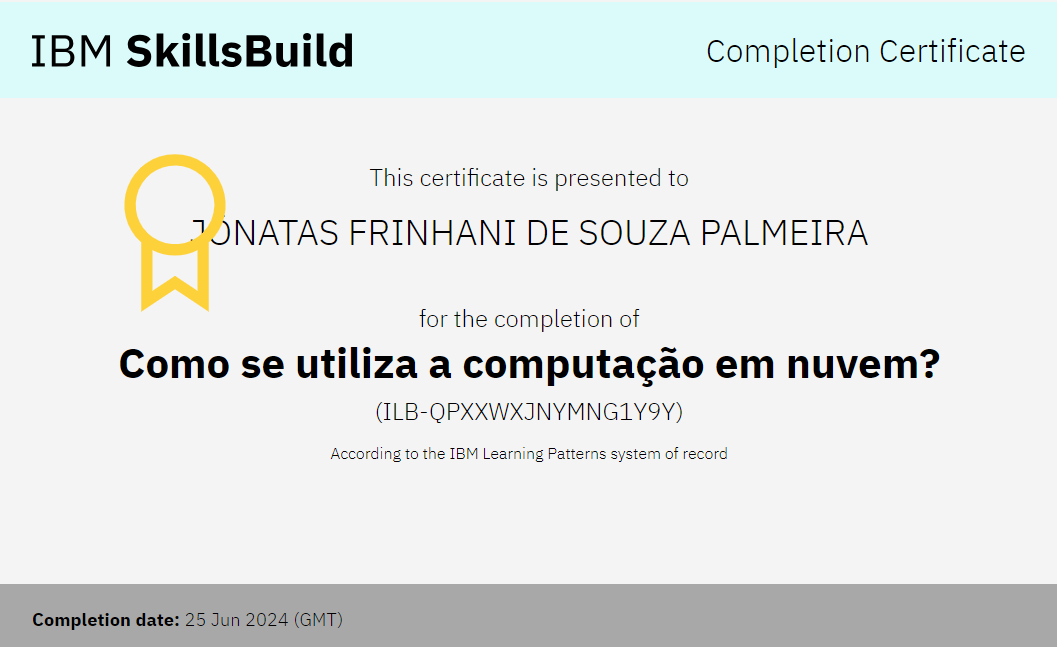 IBM SkillsBuild
Completion Certificate
This certificate is presented to
JONATAS FRINHANI DE SOUZA PALMEIRA
for the completion of
Como se utiliza a computação em nuvem?
(ILB-QPXXWXJNYMNG1Y9Y)
According to the IBM Learning Patterns system of record
Completion date: 25 Jun 2024 (GMT)